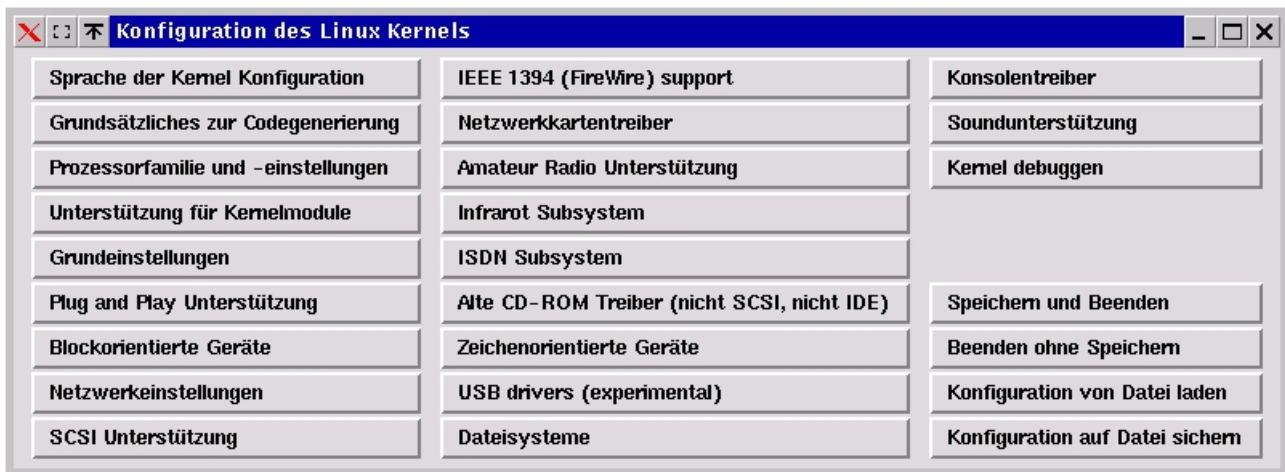 Konfiguration des Linux Kernels
Sprache der Kernel Konfiguration
Grundsätzliches zur Codegenerierung
Prozessorfamilie und -einstellungen
Unterstützung für Kernelmodule
Grundeinstellungen
Plug and Play Unterstützung
Blockorientierte Geräte
Netzwerkeinstellungen
SCSI Unterstützung
IEEE 1394 (FireWire) support
Netzwerkkartentreiber
Amateur Radio Unterstützung
Infrarot Subsystem
ISDN Subsystem
Alte CD-ROM Treiber (nicht SCSI, nicht IDE)
Zeichenorientierte Geräte
USB drivers (experimental)
Dateisysteme
Konsolentreiber
Soundunterstützung
Kernel debuggen
Speichern und Beenden
Beenden ohne Speichern
Konfiguration von Datei laden
Konfiguration auf Datei sichern